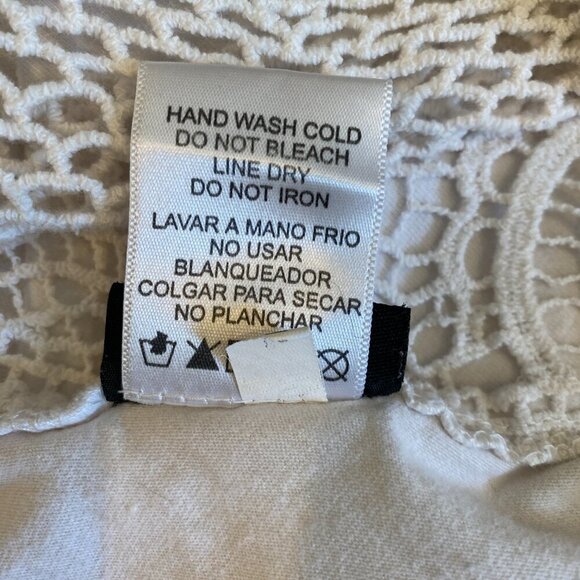 HAND WASH COLD
DO NOT BLEACH
LINE DRY
DO NOT IRON
LAVAR A MANO FRIO
NO USAR
BLANQUEADOR
COLGAR PARA SECAR
NO PLANCHAR